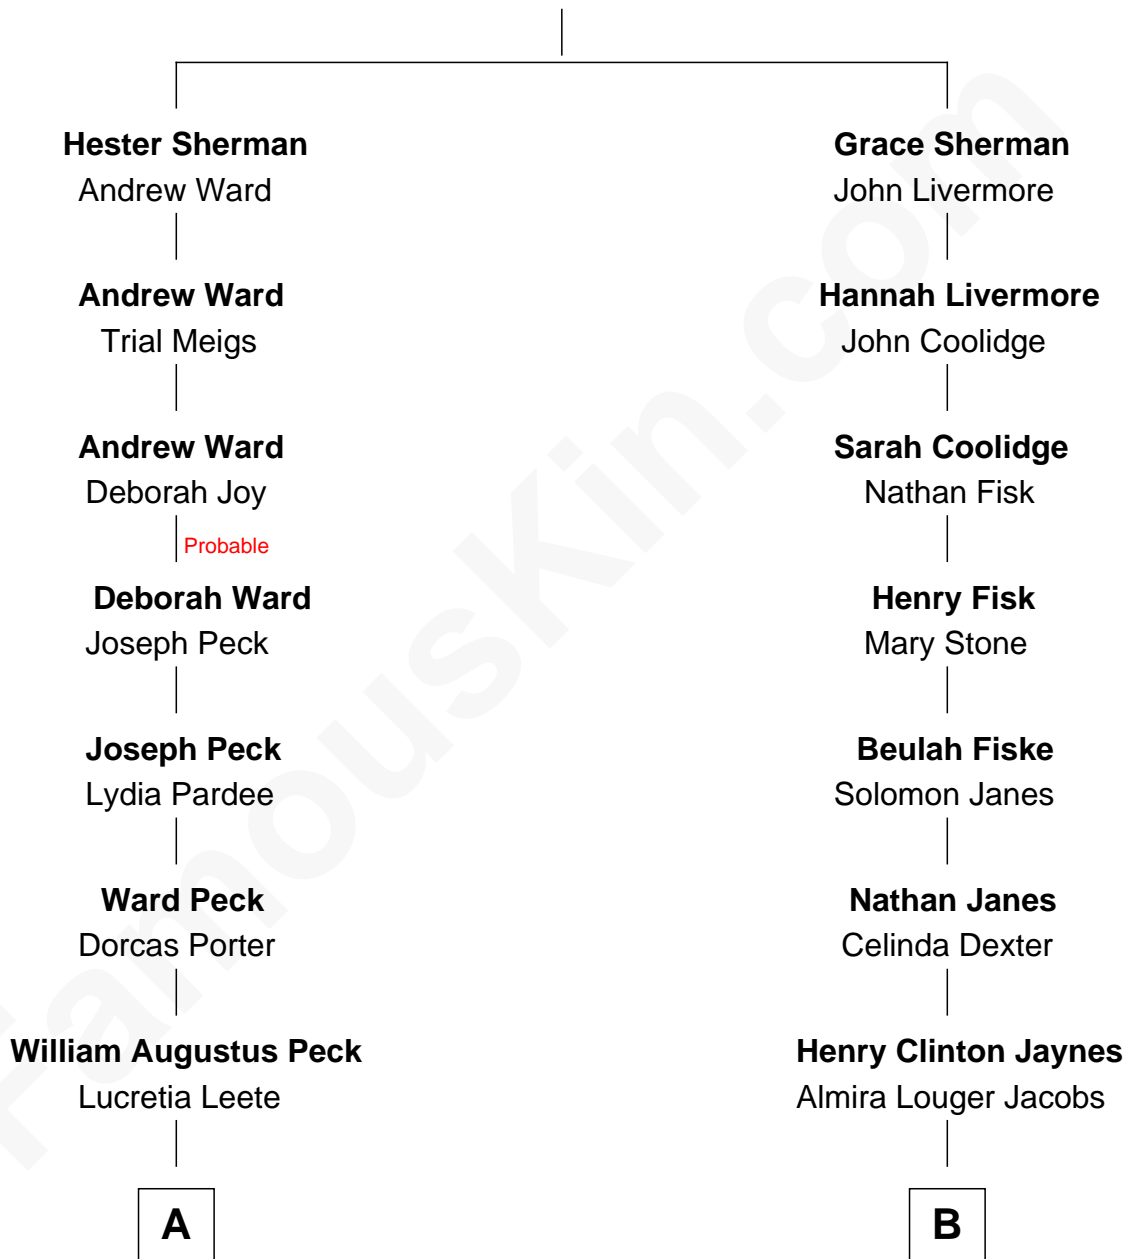 Hester Sherman
Andrew Ward
Andrew Ward
Trial Meigs
Andrew Ward
Deborah Joy
Probable
Deborah Ward
Joseph Peck
Joseph Peck
Lydia Pardee
Ward Peck
Dorcas Porter
William Augustus Peck
Lucretia Leete
A
Grace Sherman
John Livermore
Hannah Livermore
John Coolidge
Sarah Coolidge
Nathan Fisk
Henry Fisk
Mary Stone
Beulah Fiske
Solomon Janes
Nathan Janes
Celinda Dexter
Henry Clinton Jaynes
Almira Louger Jacobs
B
FamousKin.com